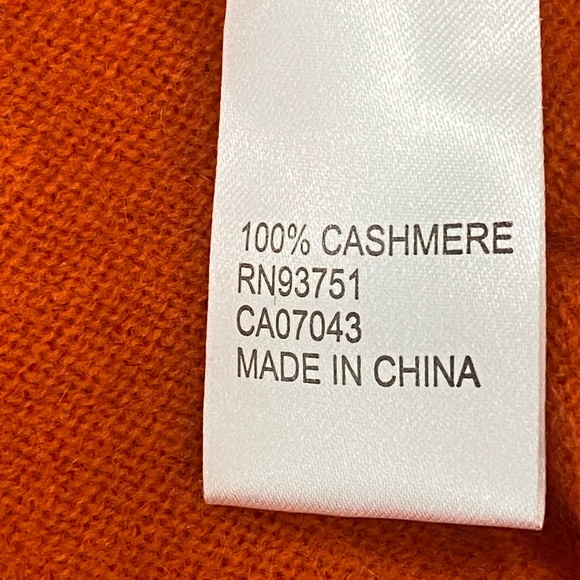 100% CASHMERE
RN93751
CA07043
MADE IN CHINA